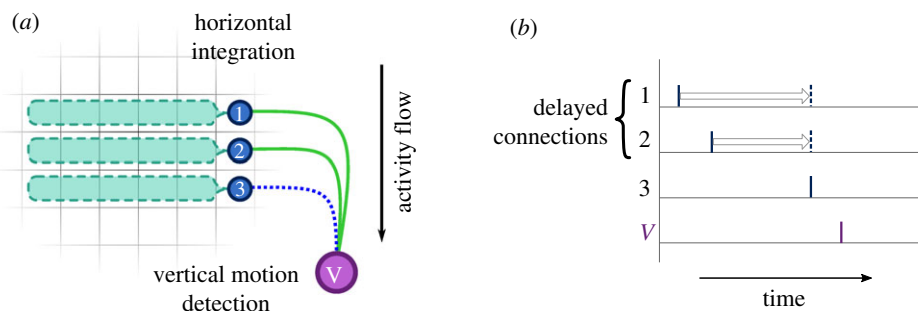 (a)
horizontal
integration
1
2
3
activity flow
V
vertical motion
detection
(b)
delayed
connections
1
2
3
V
time